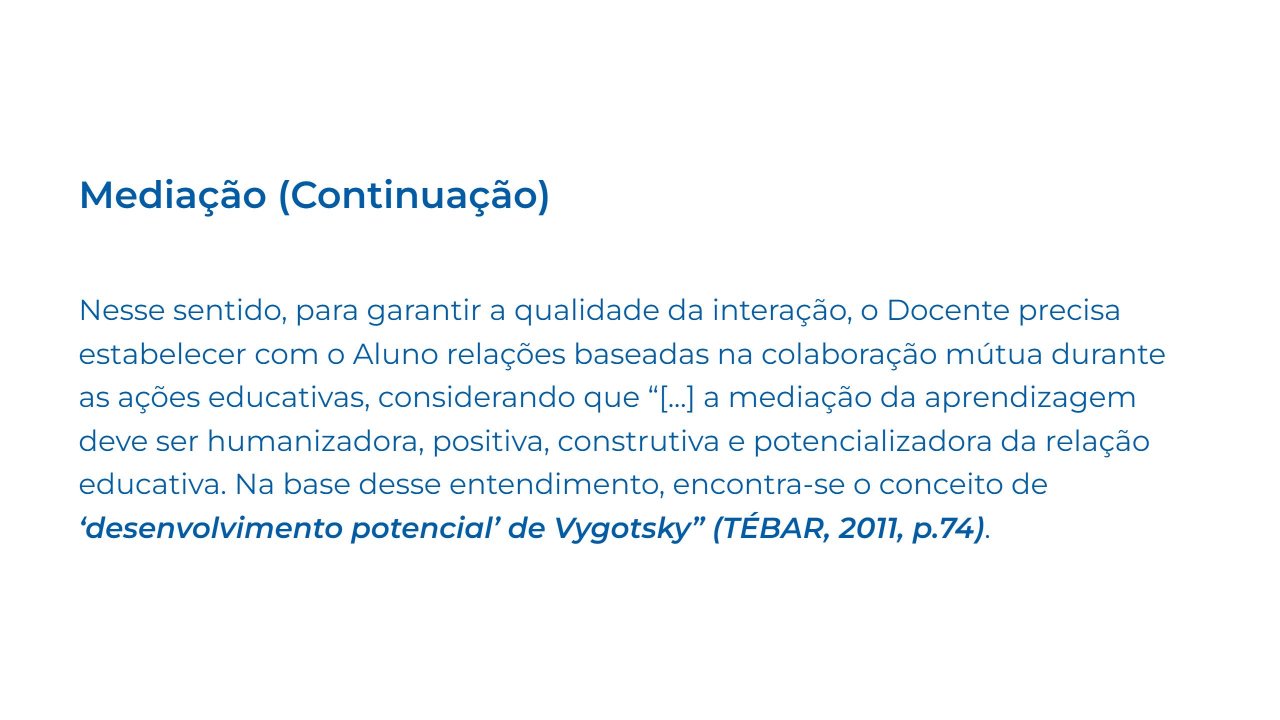 Mediação (Continuação)
Nesse sentido, para garantir a qualidade da interação, o Docente precisa
estabelecer com o Aluno relações baseadas na colaboração mútua durante
as ações educativas, considerando que “[...] a mediação da aprendizagem
deve ser humanizadora, positiva, construtiva e potencializadora da relação
educativa. Na base desse entendimento, encontra-se o conceito de
‘desenvolvimento potencial’ de Vygotsky” (TÉBAR, 2011, p.74).